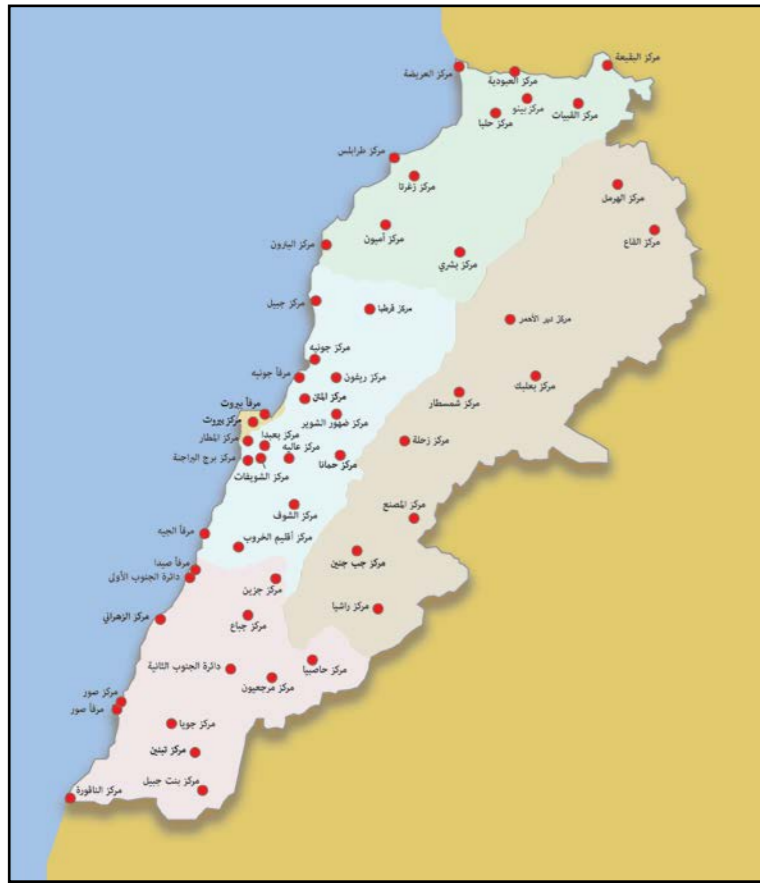 مركز البقيعة
مركز العريضة
مركز العبودية
مركز بينو
مركز القبيات
مركز حلبا
مركز طرابلس
مركز زغرتا
مركز الهرمل
مركز أميون
مركز القاع
مركز البارون
مركز بشري
مركز جبيل
مركز قرطبا
مركز دير الأهمر
مركز جونيه
مرفأ جونيه
مركز ريفون
مركز بعلبك
مركز المتن
مركز شمسطار
مرفأ بيروت
مركز بيروت
مركز ضهور الشوير
مركز المطار
مركز بعبدا
مركز زحلة
مركز عاليه
مركز برج البراجنة
مركز حمانا
مركز الشويفات
مركز الشوف
مركز المصنع
مرفأ الجيه
مركز أقليم الخروب
مركز جب جنين
مرفأ صيدا
دائرة الجنوب الأولى
مركز جزين
مركز راشيا
مركز الزهراني
مركز جباع
مركز حاصبيا
دائرة الجنوب الثانية
مركز مرجعيون
مركز صور
مرفأ صور
مركز جويا
مركز تبنين
مركز بنت جبيل
مركز الناقورة